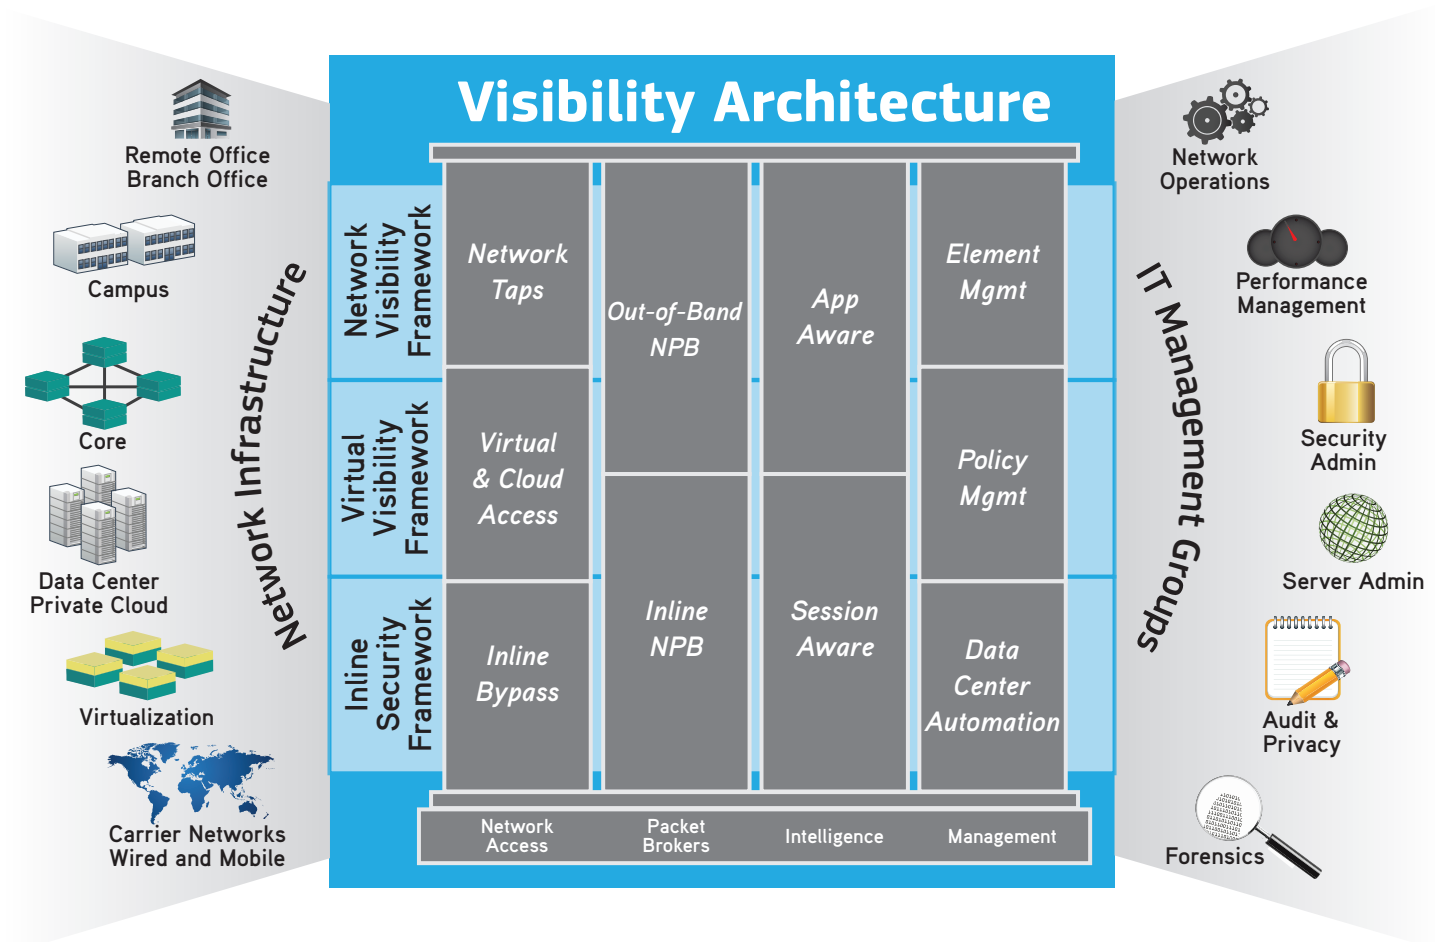 Visibility Architecture
Remote Office
Branch Office
Campus
Core
Data Center
Private Cloud
Virtualization
Carrier Networks
Wired and Mobile
Network Infrastructure
Network
Visibility
Framework
Virtual
Visibility
Framework
Inline
Security
Framework
Network
Taps
Virtual
& Cloud
Access
Inline
Bypass
Out-of-Band
NPB
Inline
NPB
App
Aware
Session
Aware
Element
Mgmt
Policy
Mgmt
Data
Center
Automation
Network
Access
Packet
Brokers
Intelligence
Management
IT Management Groups
Network
Operations
Performance
Management
Security
Admin
Server Admin
Audit &
Privacy
Forensics